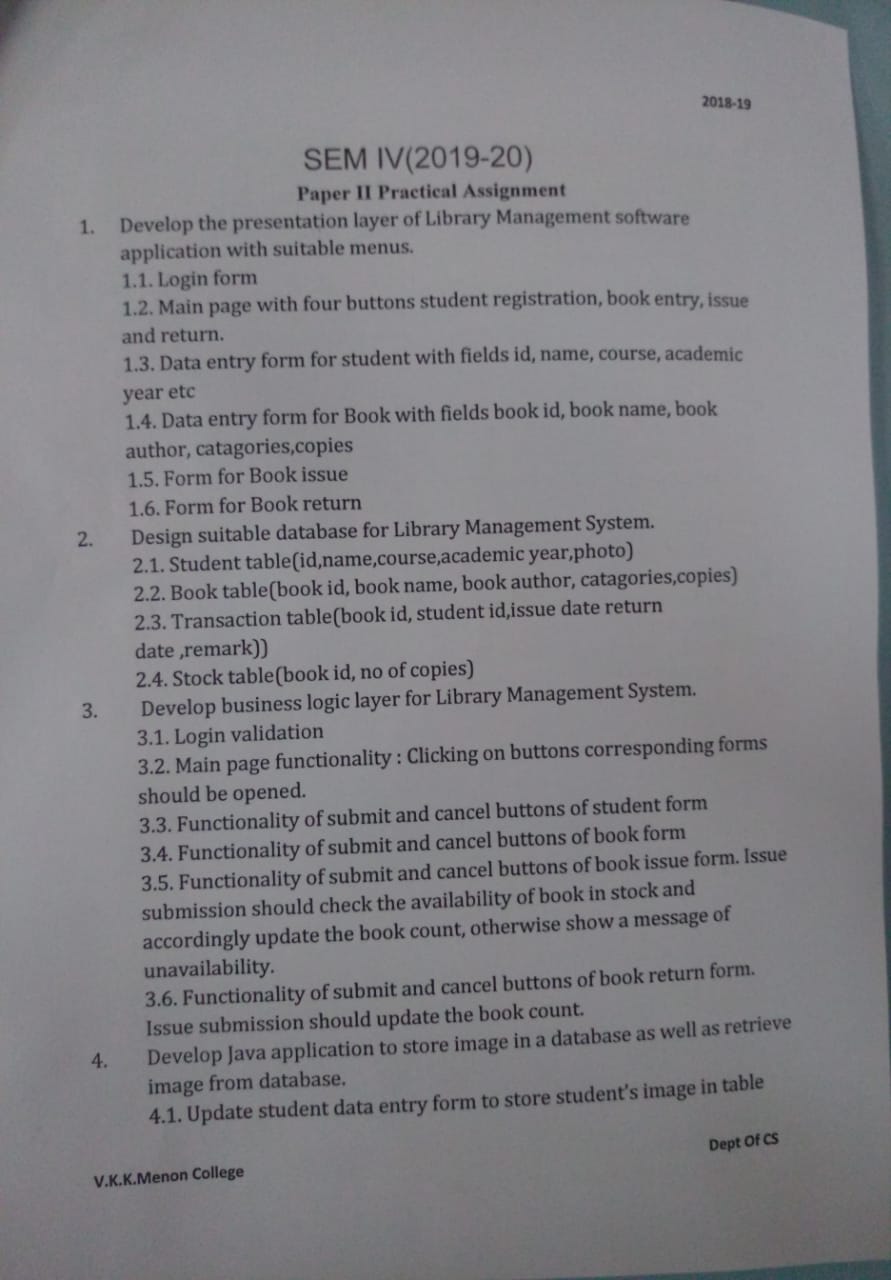 2018-19
SEM IV(2019-20)
Paper II Practical Assignment
1. Develop the presentation layer of Library Management software
application with suitable menus.
1.1. Login form
1.2. Main page with four buttons student registration, book entry, issue
and return.
1.3. Data entry form for student with fields id, name, course, academic
year etc
1.4. Data entry form for Book with fields book id, book name, book
author, catagories,copies
1.5. Form for Book issue
1.6. Form for Book return
2. Design suitable database for Library Management System.
2.1. Student table(id,name,course,academic year,photo)
2.2. Book table(book id, book name, book author, catagories,copies)
2.3. Transaction table(book id, student id,issue date return
date ,remark))
2.4. Stock table(book id, no of copies)
3. Develop business logic layer for Library Management System.
3.1. Login validation
3.2. Main page functionality : Clicking on buttons corresponding forms
should be opened.
3.3. Functionality of submit and cancel buttons of student form
3.4. Functionality of submit and cancel buttons of book form
3.5. Functionality of submit and cancel buttons of book issue form. Issue
submission should check the availability of book in stock and
accordingly update the book count, otherwise show a message of
unavailability.
3.6. Functionality of submit and cancel buttons of book return form.
Issue submission should update the book count.
4. Develop Java application to store image in a database as well as retrieve
image from database.
4.1. Update student data entry form to store student's image in table
Dept Of CS
V.K.K.Menon College